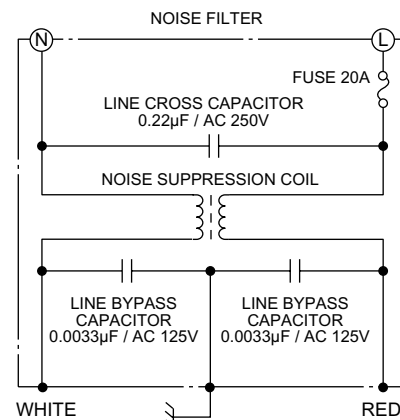 NOISE FILTER
N
L
FUSE 20A
LINE CROSS CAPACITOR
0.22µF / AC 250V
NOISE SUPPRESSION COIL
LINE BYPASS
CAPACITOR
0.0033µF / AC 125V
LINE BYPASS
CAPACITOR
0.0033µF / AC 125V
WHITE
RED